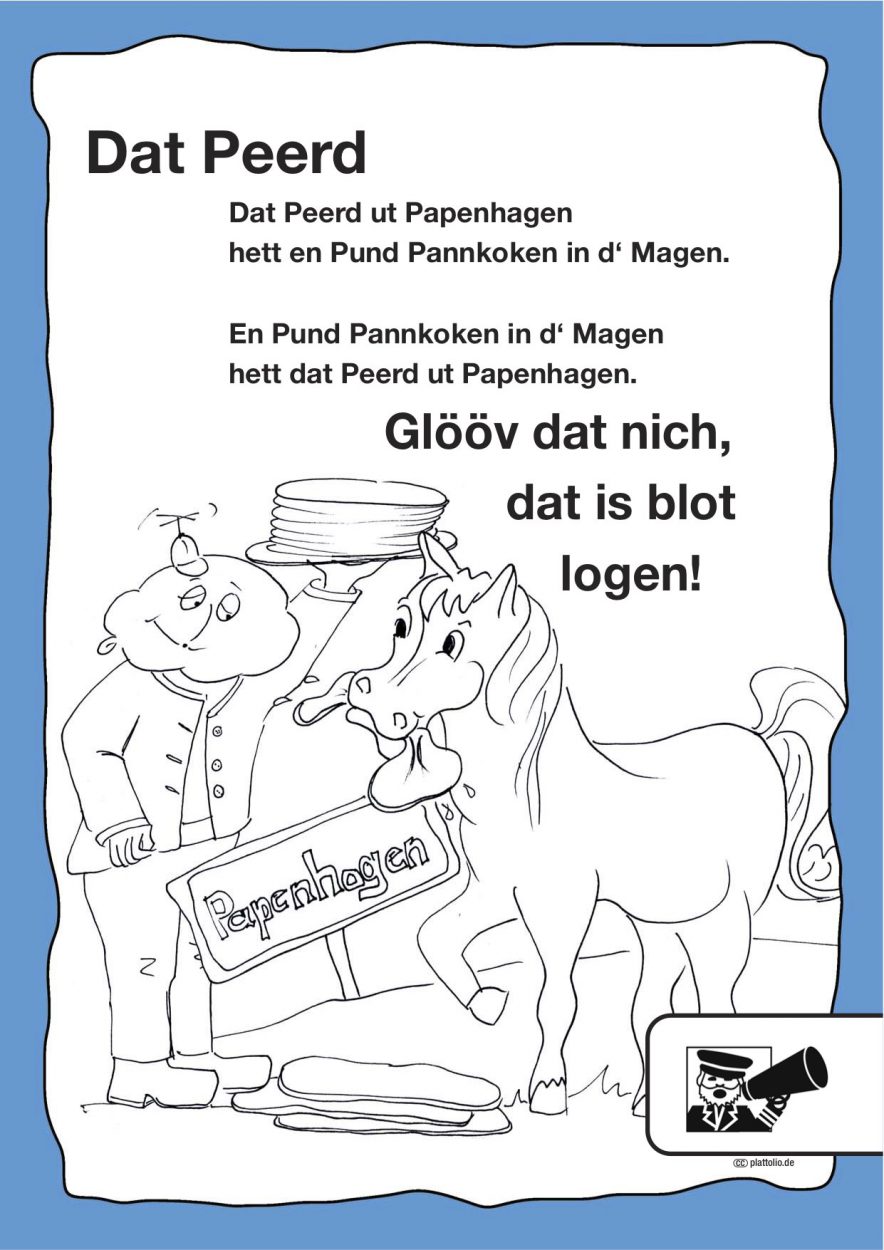 Dat Peerd
Dat Peerd ut Papenhagen
hett en Pund Pannkoken in d‘ Magen.
En Pund Pannkoken in d‘ Magen
hett dat Peerd ut Papenhagen.
Glööv dat nich,
dat is blot
logen!
Papenhagen
cc plattolio.de